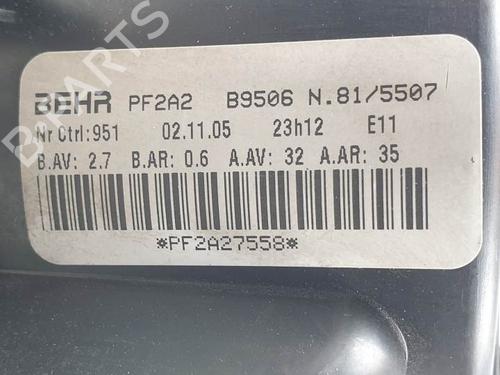 BEHR PF2A2 B9506 N.81/5507
Nr Ctrl:951 02.11.05 23h12 E11
B.AV: 2.7 B.AR: 0.6 A.AV: 32 A.AR: 35
*PF2A27558*
B-PARTS